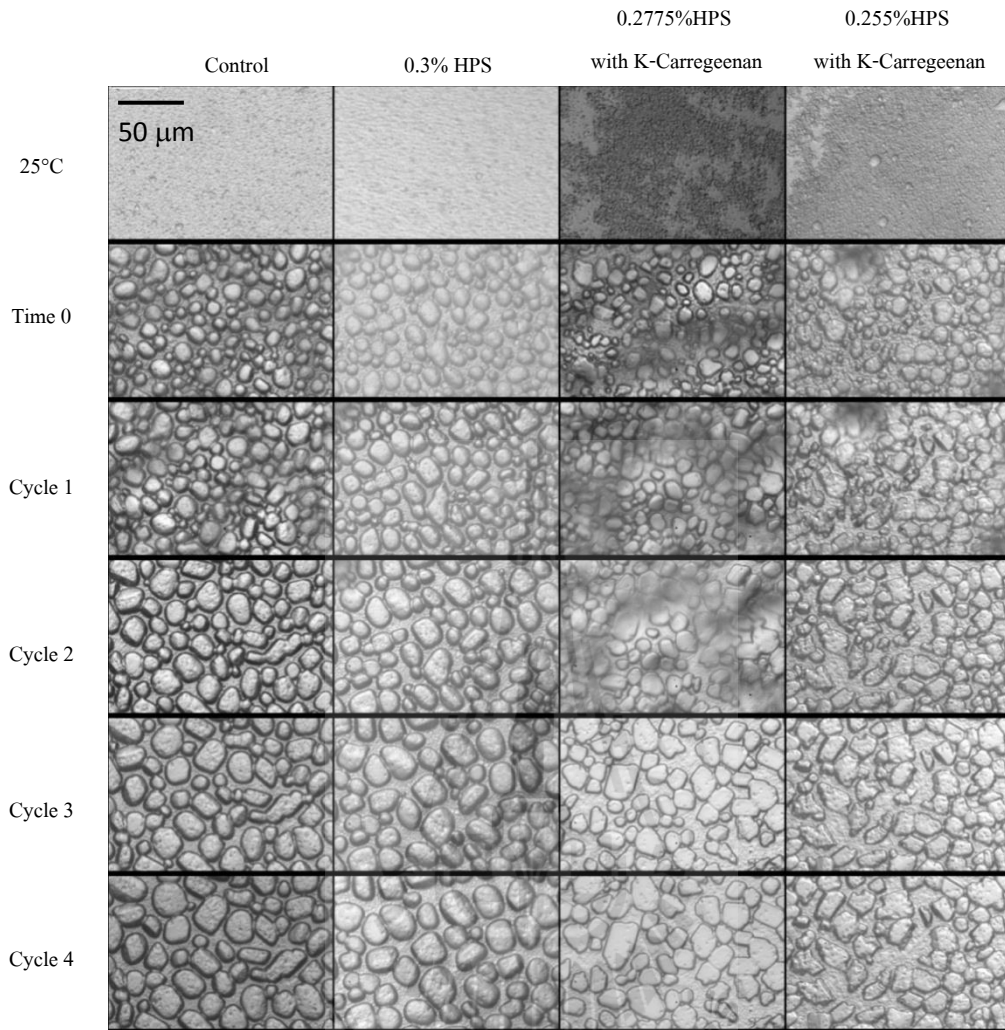 0.2775%HPS
0.255%HPS
Control
0.3% HPS
with K-Carregeenan
with K-Carregeenan
50 μm
25°C
Time 0
Cycle 1
Cycle 2
Cycle 3
Cycle 4